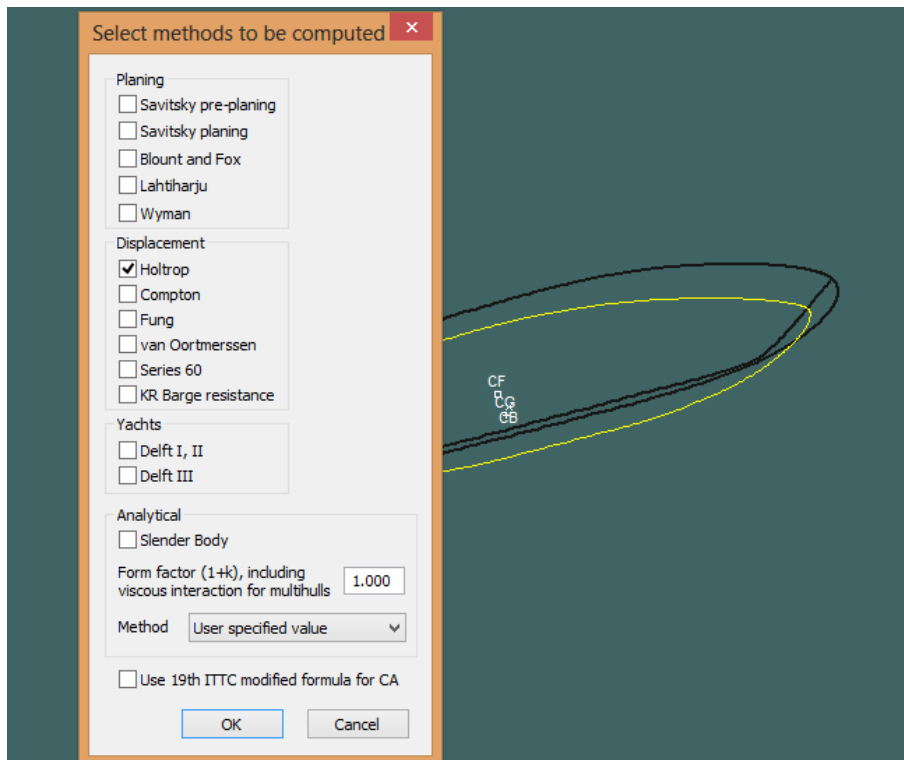 Select methods to be computed
Planing
Savitsky pre-planing
Savitsky planing
Blount and Fox
Lahtiharju
Wyman
Displacement
Holtrop
Compton
Fung
van Oortmerssen
Series 60
KR Barge resistance
Yachts
Delft I, II
Delft III
Analytical
Slender Body
Form factor (1+k), including
viscous interaction for multihulls
1.000
Method
User specified value
Use 19th ITTC modified formula for CA
OK
Cancel
CF
CG
CB